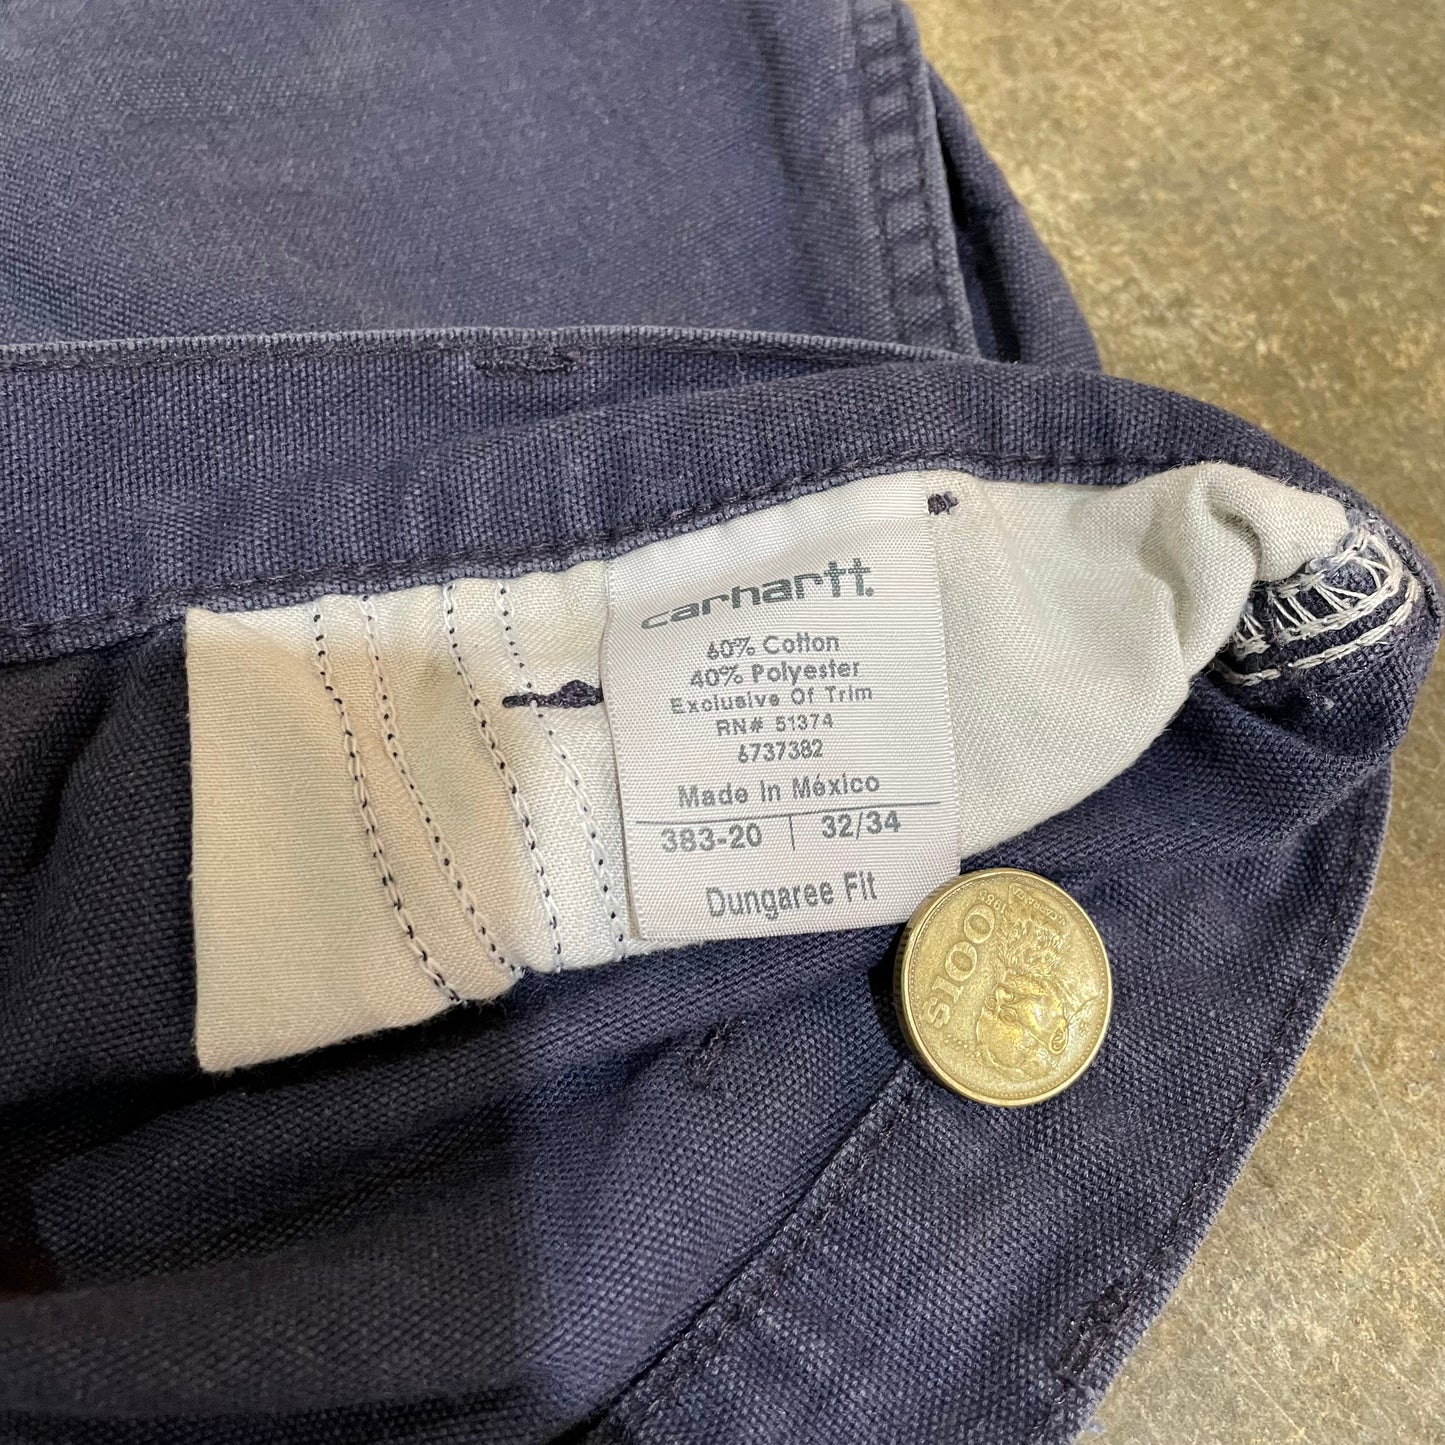 carhartt.
60% Cotton
40% Polyester
Exclusive Of Trim
RN# 51374
6737382
Made In México
383-20 | 32/34
Dungaree Fit
$100
1985